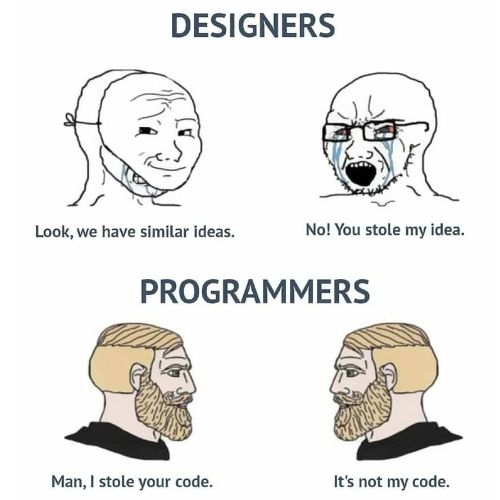 DESIGNERS
Look, we have similar ideas.
No! You stole my idea.
PROGRAMMERS
Man, I stole your code.
It's not my code.